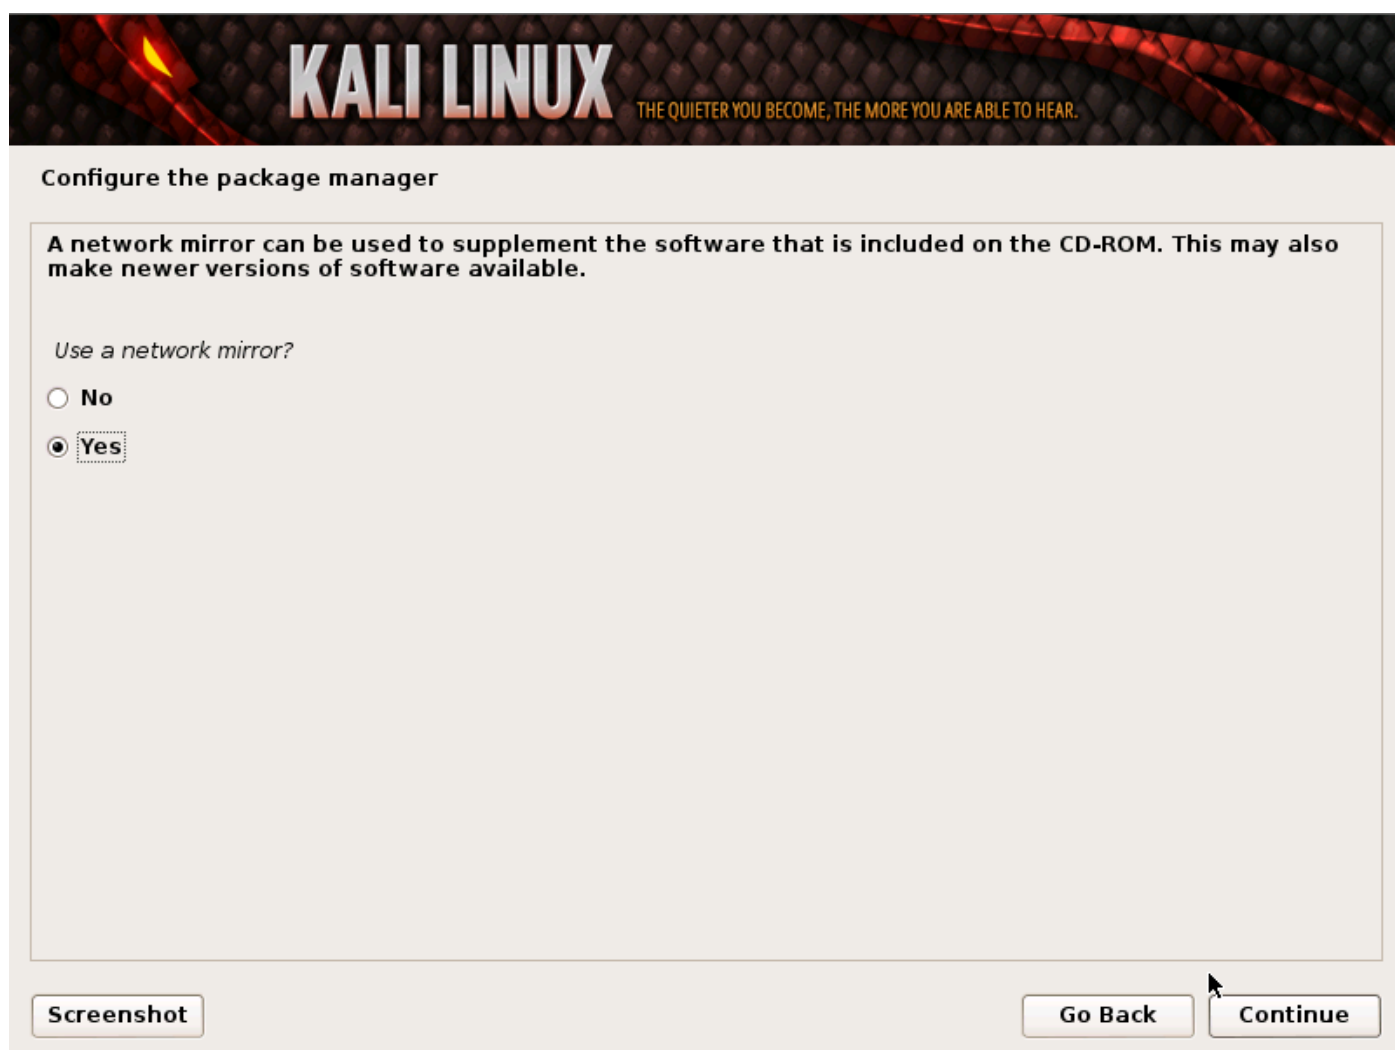 KALI LINUX
THE QUIETER YOU BECOME, THE MORE YOU ARE ABLE TO HEAR.
Configure the package manager
A network mirror can be used to supplement the software that is included on the CD-ROM. This may also
make newer versions of software available.
Use a network mirror?
No
Yes
Screenshot
Go Back
Continue